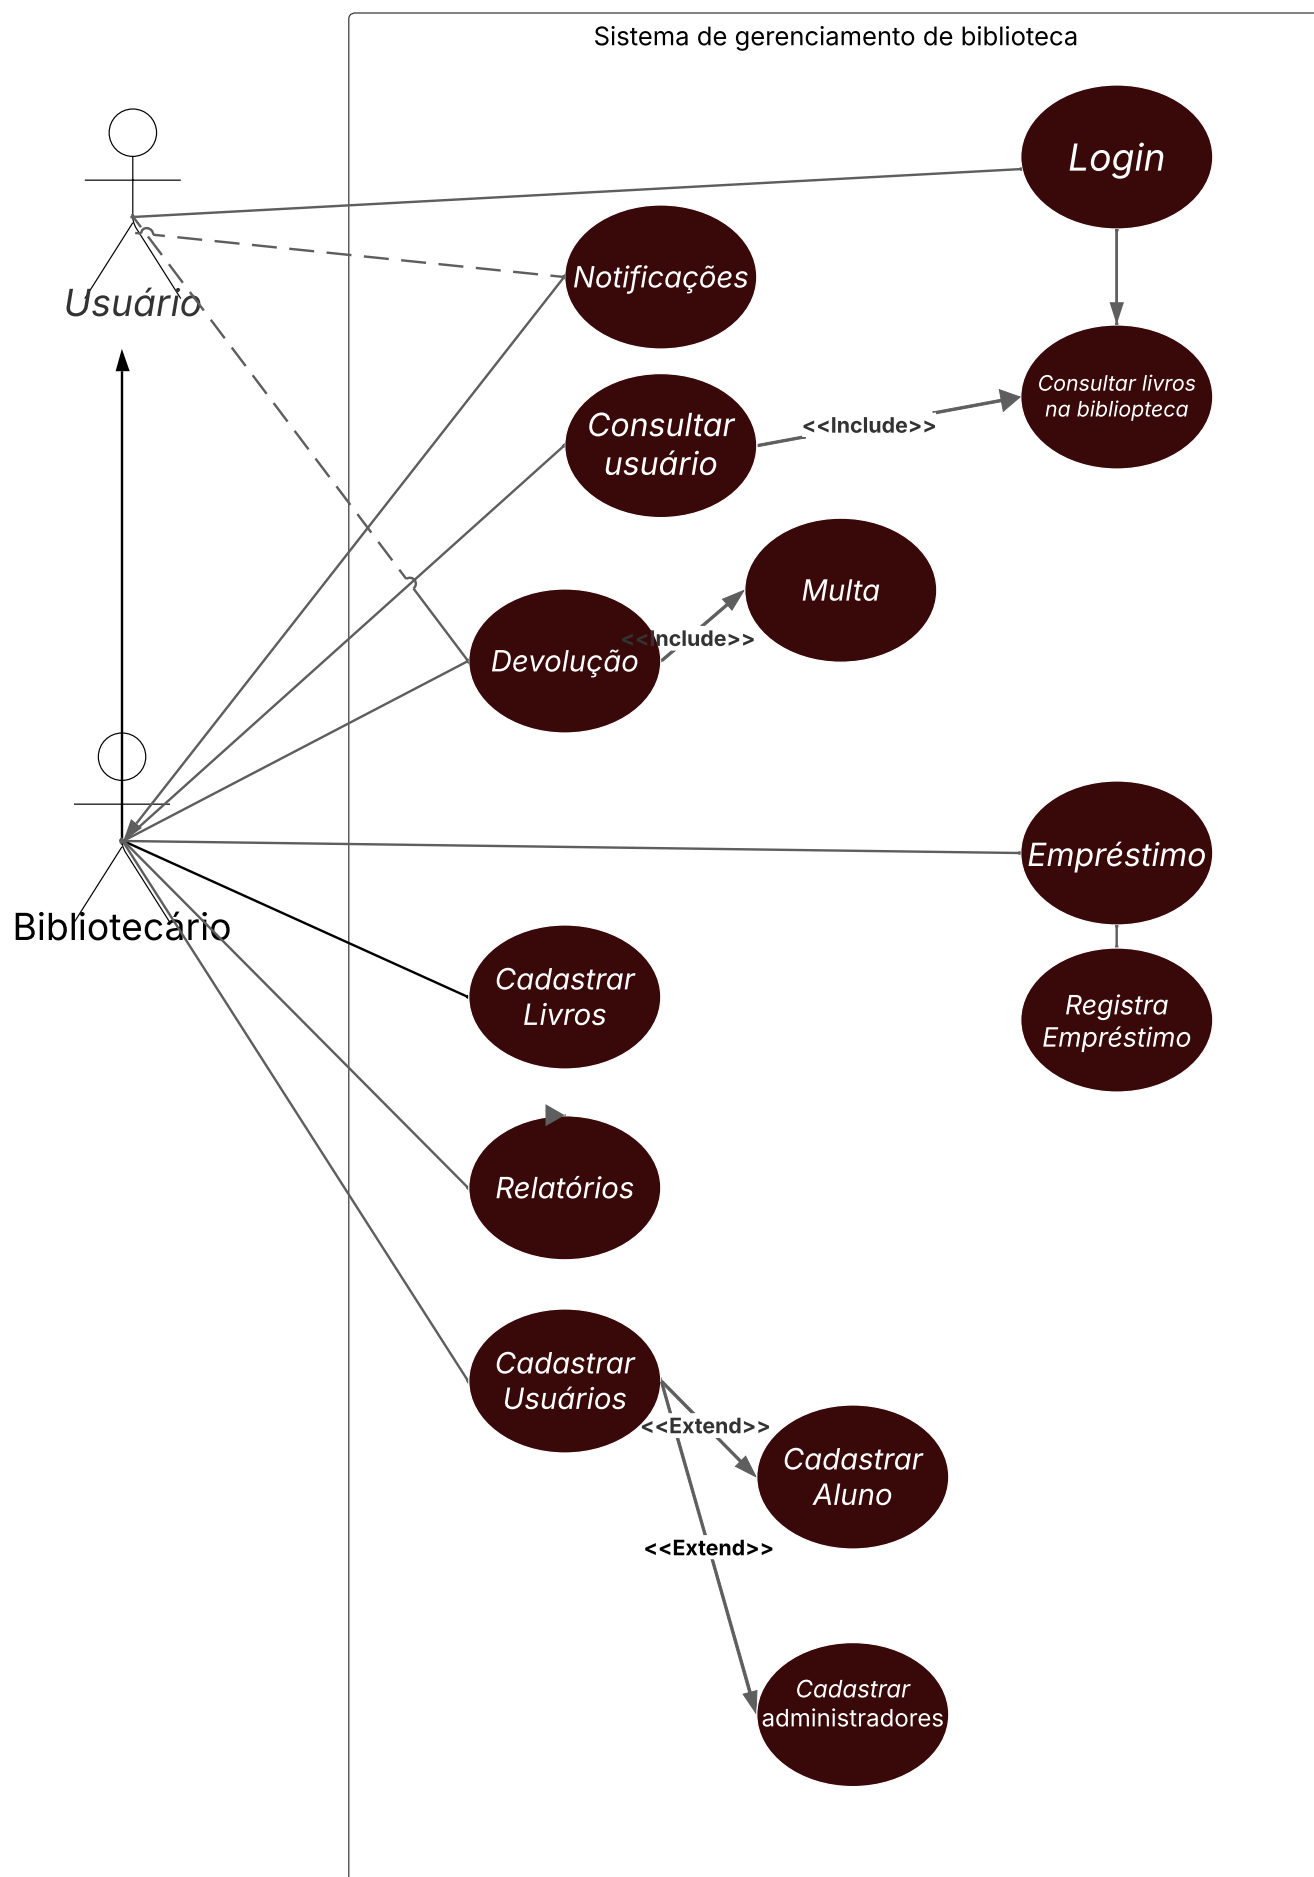 Sistema de gerenciamento de biblioteca
Login
Notificações
Usuário
Consultar livros
na bibliopteca
Consultar
usuário
<<Include>>
Multa
<<Include>>
Devolução
Empréstimo
Bibliotecário
Cadastrar
Livros
Registra
Empréstimo
Relatórios
Cadastrar
Usuários
<<Extend>>
Cadastrar
Aluno
<<Extend>>
Cadastrar
administradores